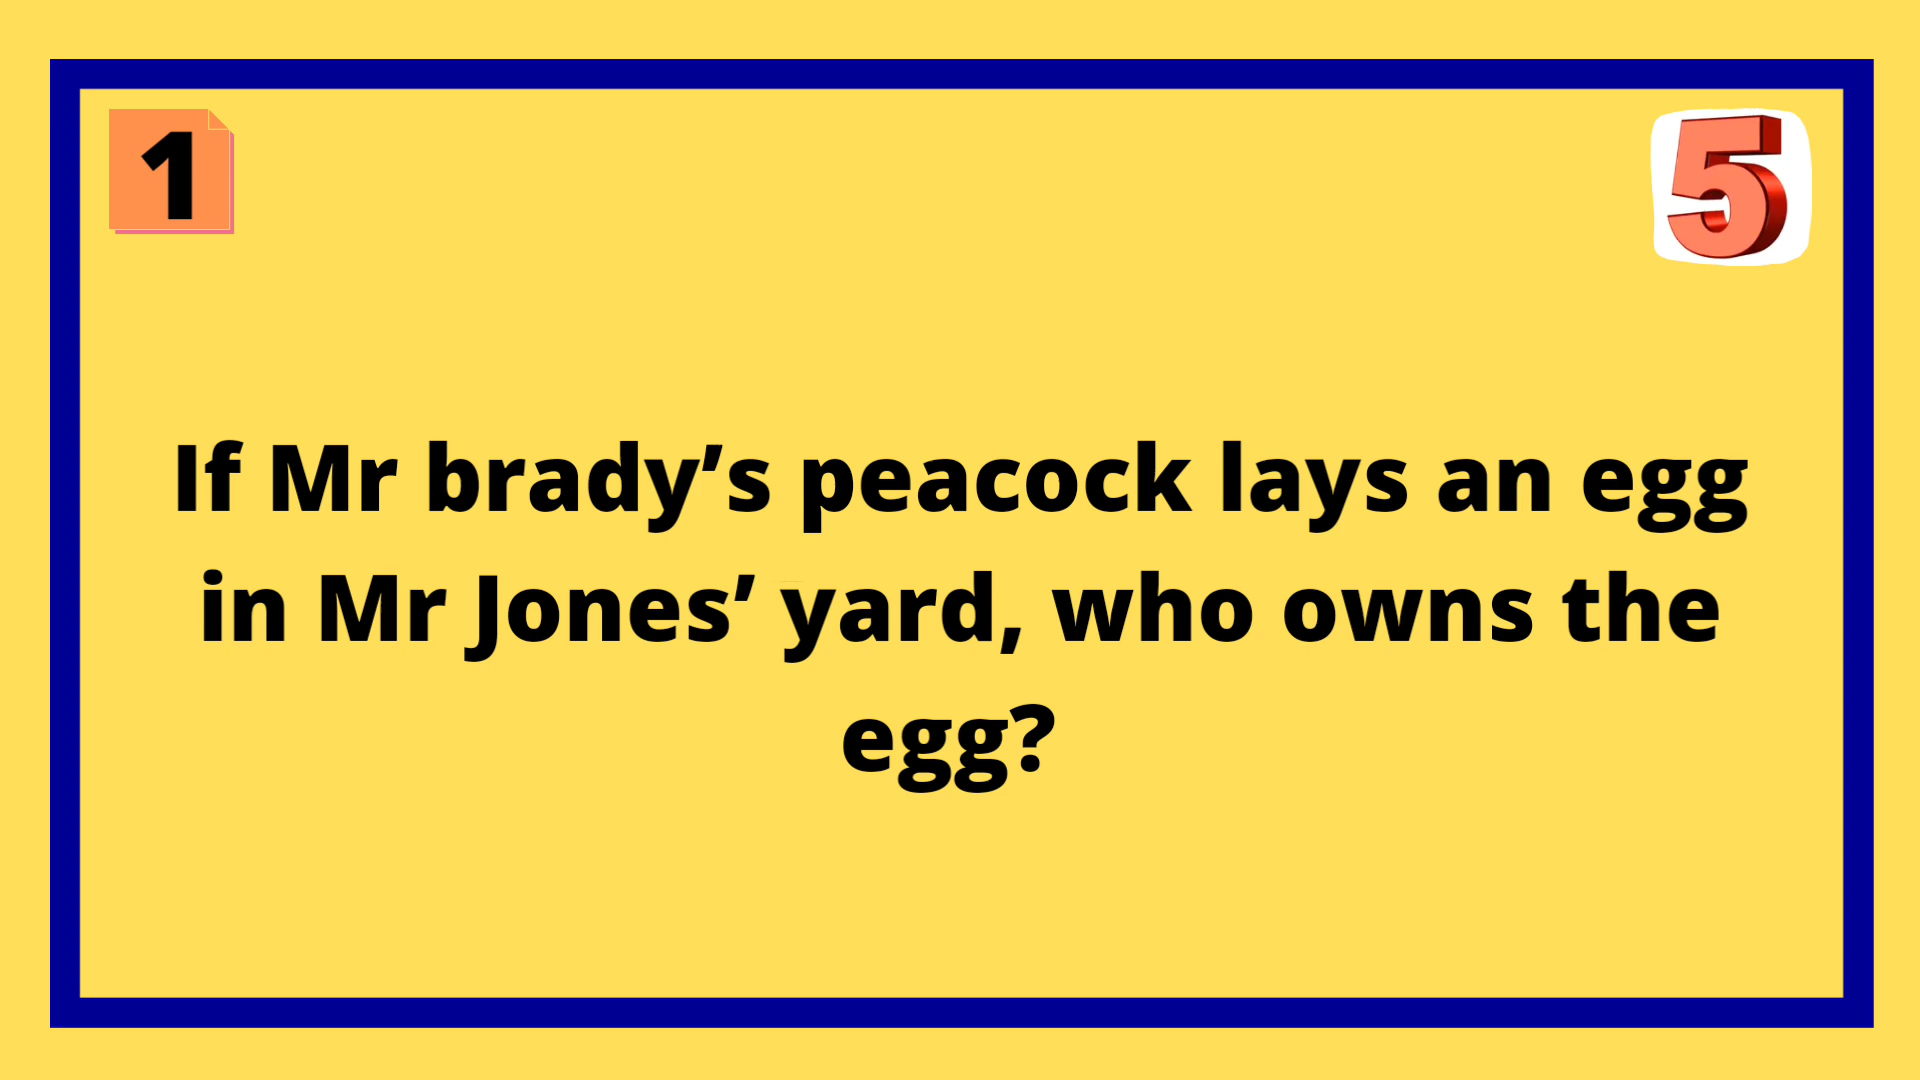 1
5
If Mr brady’s peacock lays an egg
in Mr Jones’ yard, who owns the
egg?